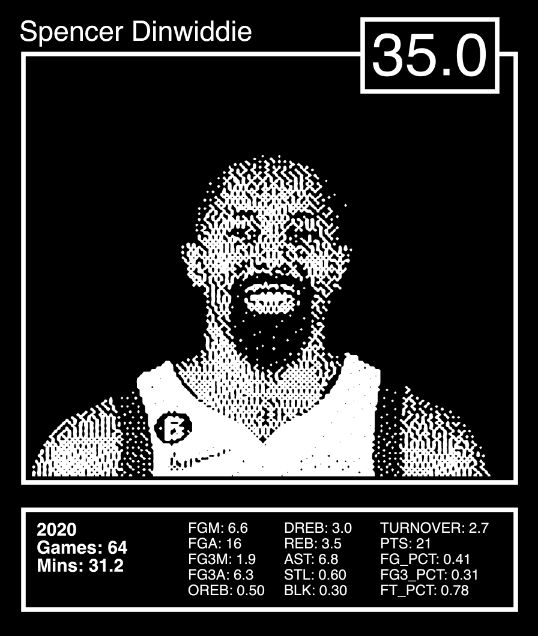 Spencer Dinwiddie
35.0
6
2020
Games: 64
Mins: 31.2
FGM: 6.6
FGA: 16
FG3M: 1.9
FG3A: 6.3
OREB: 0.50
DREB: 3.0
REB: 3.5
AST: 6.8
STL: 0.60
BLK: 0.30
TURNOVER: 2.7
PTS: 21
FG_PCT: 0.41
FG3_PCT: 0.31
FT_PCT: 0.78